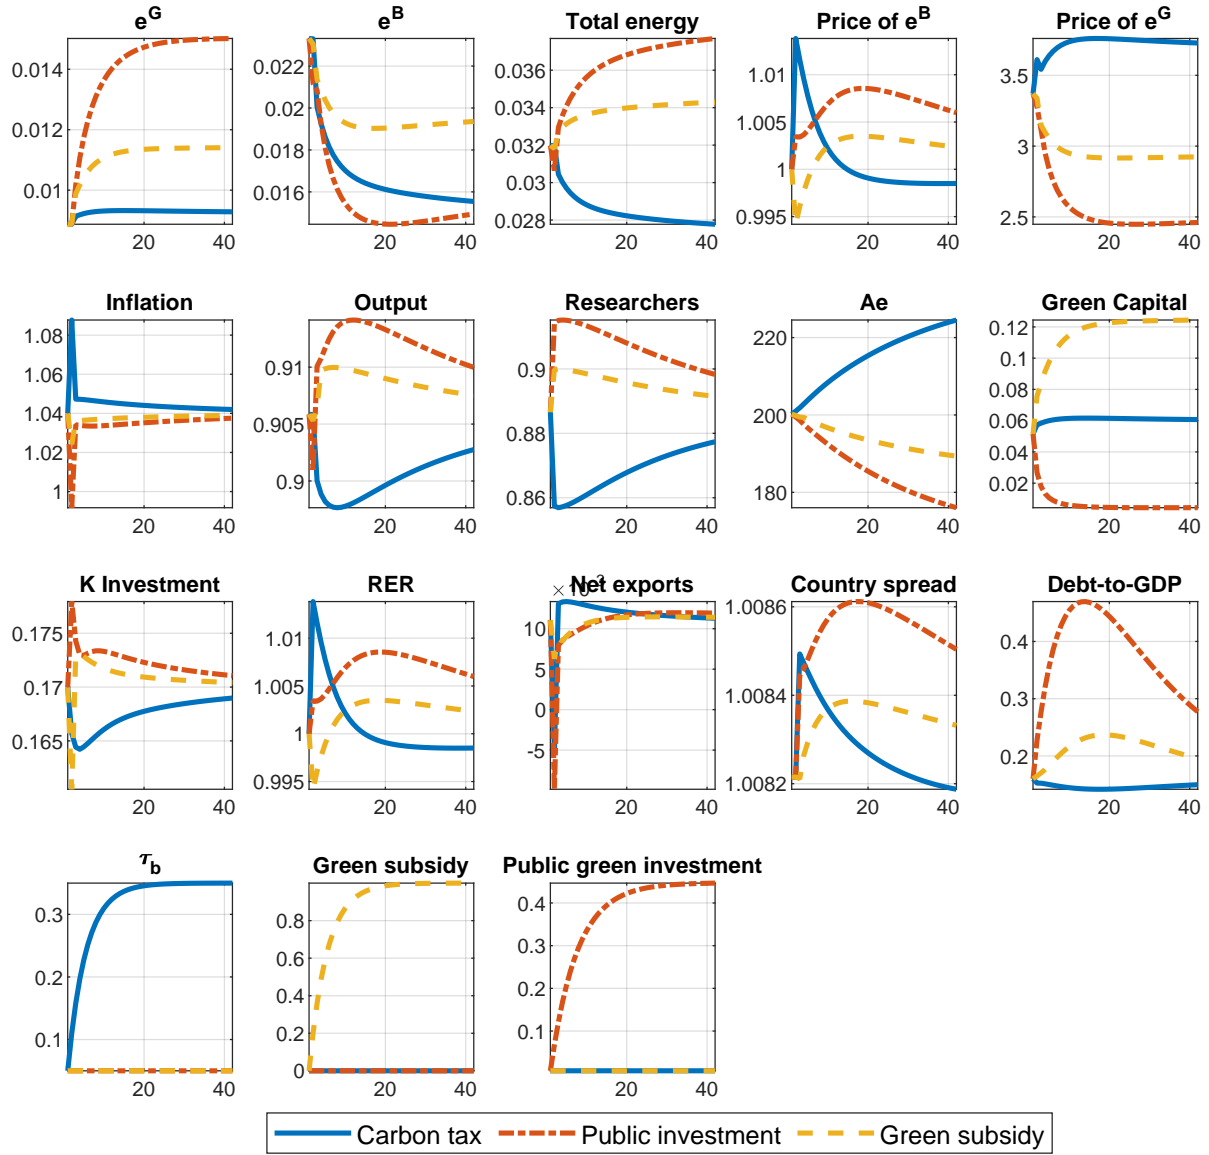 e^G e^B Total energy Price of e^B Price of e^G
0.014 0.012 0.01 20 40
0.022 0.02 0.018 0.016 20 40
0.036 0.034 0.032 0.03 0.028 20 40
1.01 1.005 1 0.995 20 40
3.5 3 2.5 20 40
Inflation Output Researchers Ae Green Capital
1.08 1.06 1.04 1.02 1 20 40
0.91 0.905 0.9 20 40
0.9 0.88 0.86 20 40
220 200 180 20 40
0.12 0.1 0.08 0.06 0.04 0.02 20 40
K Investment RER Net exports Country spread Debt-to-GDP
0.175 0.17 0.165 20 40
1.01 1.005 1 0.995 20 40
10 5 0 -5 20 40
1.0086 1.0084 1.0082 20 40
0.4 0.3 0.2 20 40
τ_b Green subsidy Public green investment
0.3 0.2 0.1 20 40
0.8 0.6 0.4 0.2 0 20 40
0.4 0.3 0.2 0.1 20 40
Carbon tax Public investment Green subsidy